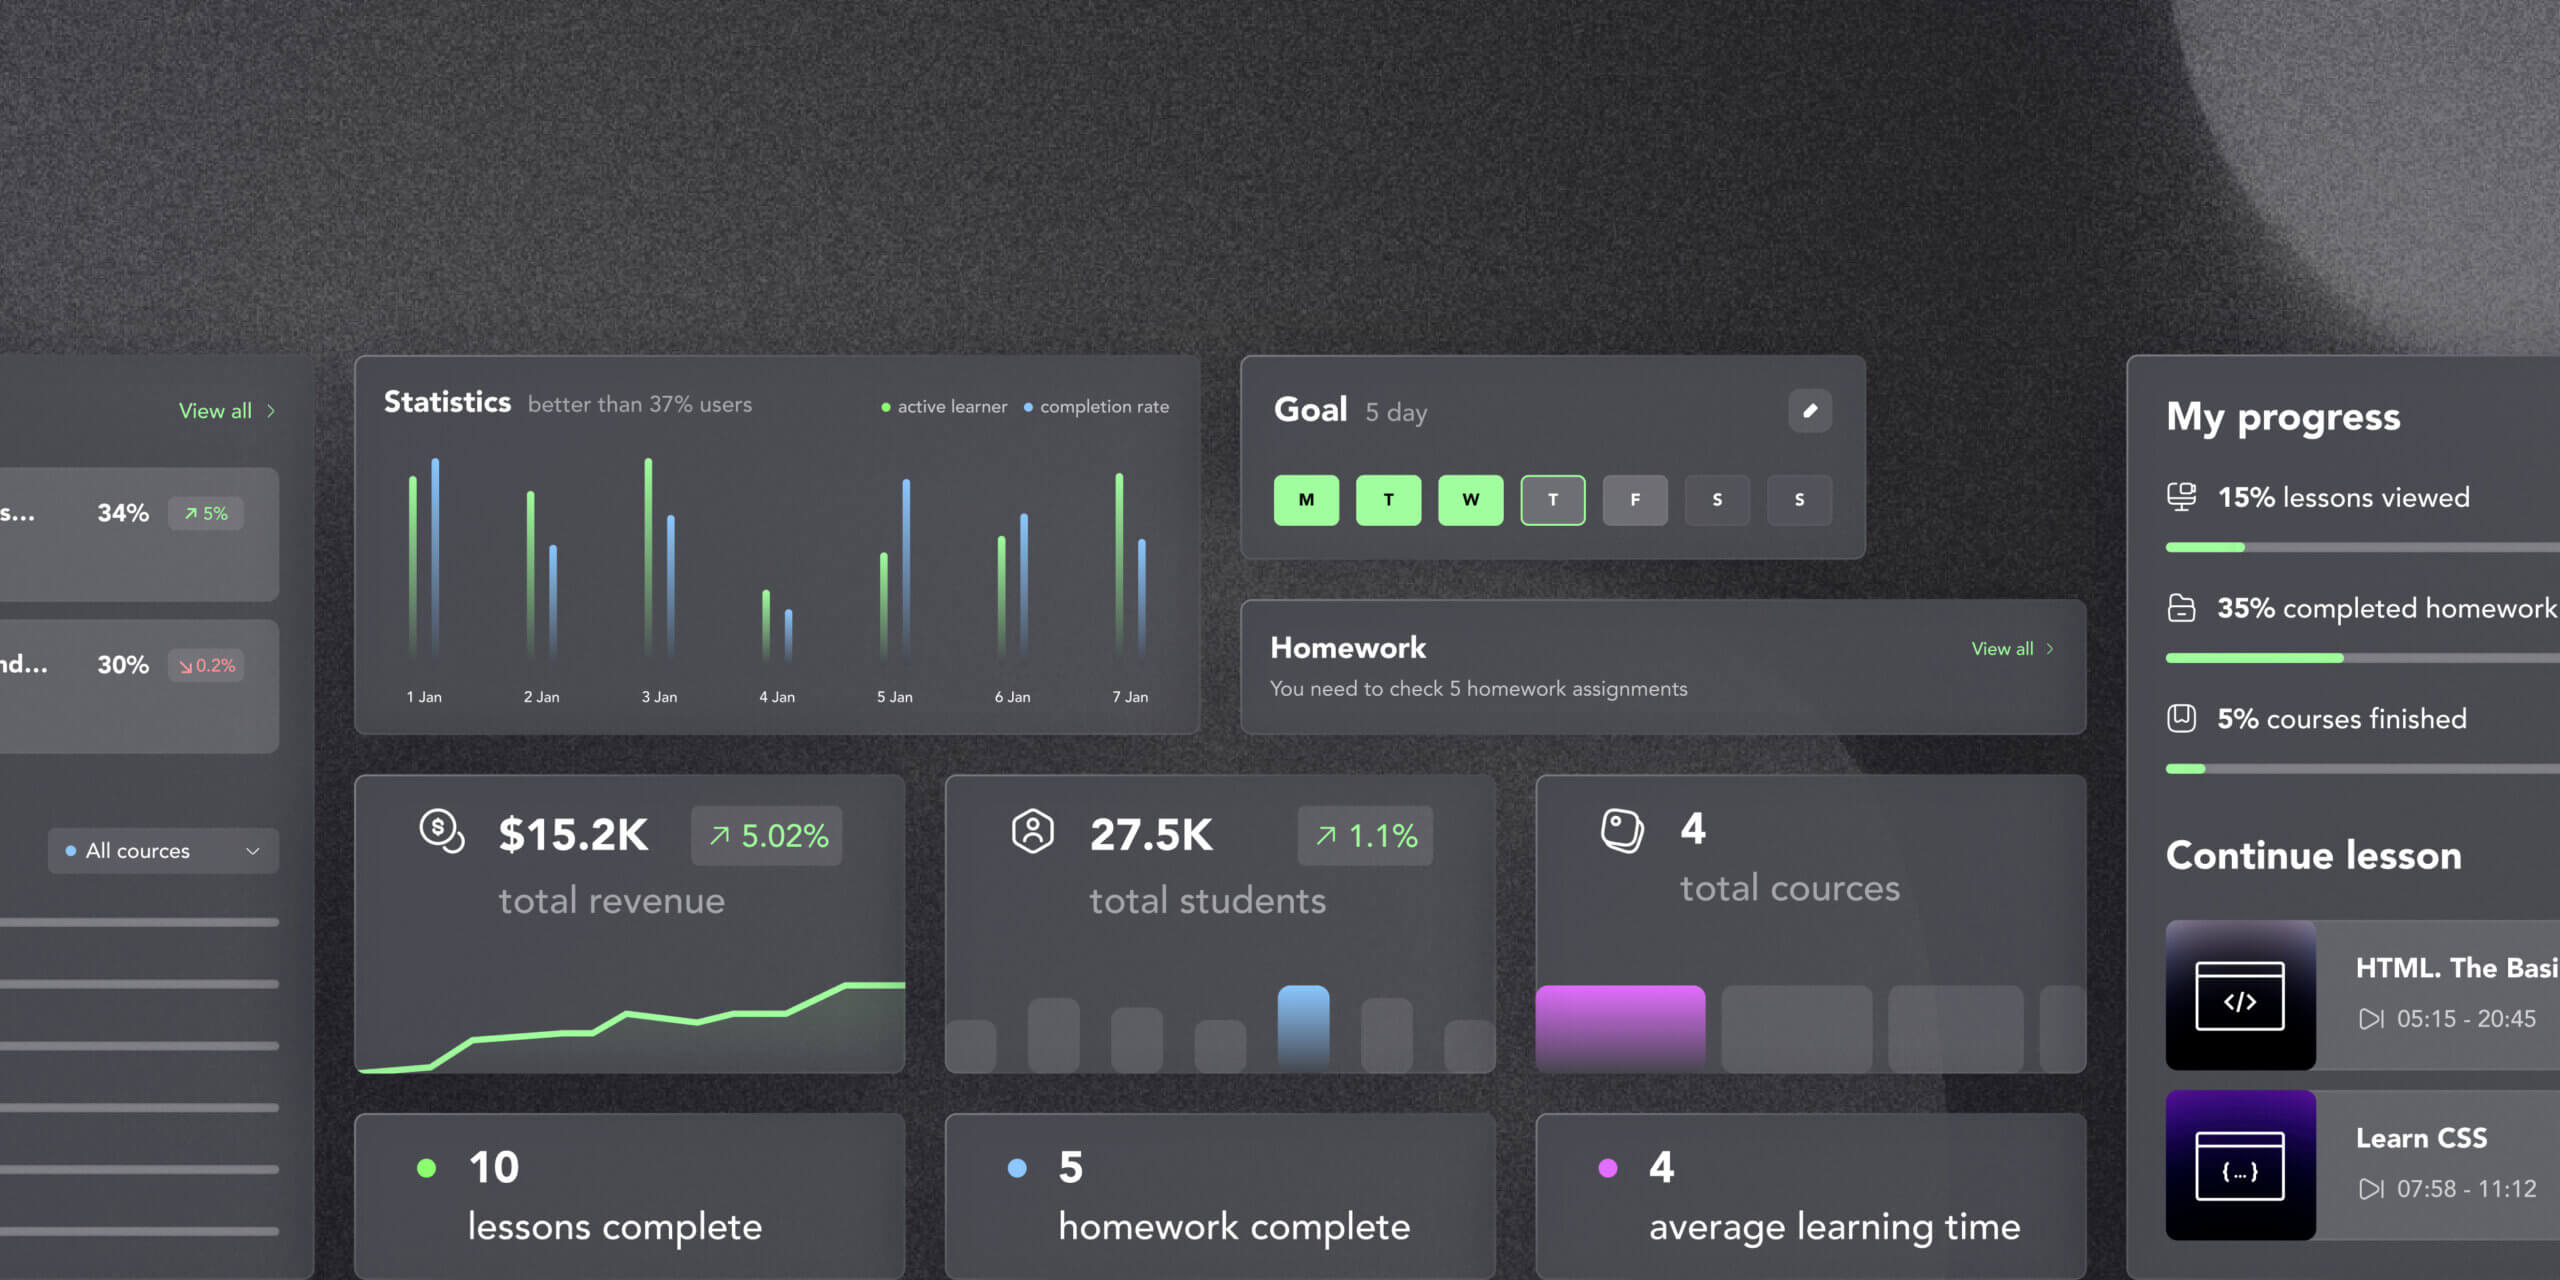 View all
s...
34%
5%
nd...
30%
0.2%
All cources
Statistics better than 37% users
active learner completion rate
1 Jan 2 Jan 3 Jan 4 Jan 5 Jan 6 Jan 7 Jan
Goal 5 day
M T W T F S S
Homework
View all
You need to check 5 homework assignments
$15.2K
5.02%
total revenue
27.5K
1.1%
total students
4
total cources
10
lessons complete
5
homework complete
4
average learning time
My progress
15% lessons viewed
35% completed homework
5% courses finished
Continue lesson
$
</>
HTML. The Basi
05:15 - 20:45
{...}
Learn CSS
07:58 - 11:12